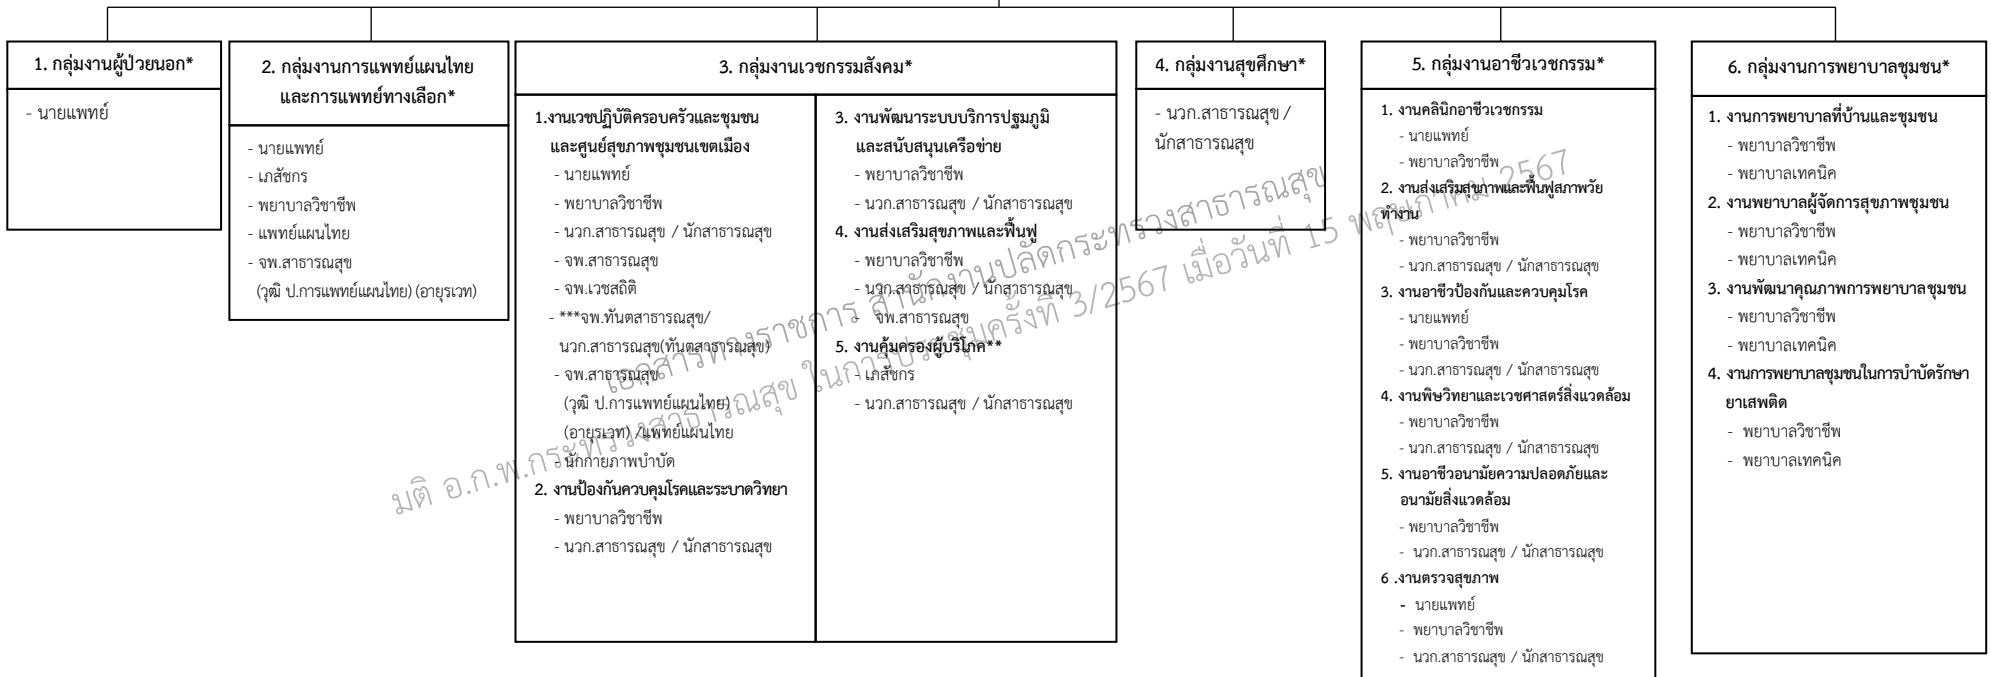 1. กลุ่มงานผู้ป่วยนอก*
- นายแพทย์
2. กลุ่มงานการแพทย์แผนไทย
และการแพทย์ทางเลือก*
- นายแพทย์
- เภสัชกร
- พยาบาลวิชาชีพ
- แพทย์แผนไทย
- จพ.สาธารณสุข
(วุฒิ ป.การแพทย์แผนไทย) (อายุรเวท)
3. กลุ่มงานเวชกรรมสังคม*
1.งานเวชปฏิบัติครอบครัวและชุมชน
และศูนย์สุขภาพชุมชนเขตเมือง
- นายแพทย์
- พยาบาลวิชาชีพ
- นวก.สาธารณสุข / นักสาธารณสุข
- จพ.สาธารณสุข
- จพ.เวชสถิติ
- ***จพ.ทันตสาธารณสุข/
นวก.สาธารณสุข(ทันตสาธารณสุข)
- จพ.สาธารณสุข
(วุฒิ ป.การแพทย์แผนไทย)
(อายุรเวท) /แพทย์แผนไทย
- นักกายภาพบำบัด
2. งานป้องกันควบคุมโรคและระบาดวิทยา
- พยาบาลวิชาชีพ
- นวก.สาธารณสุข / นักสาธารณสุข
3. งานพัฒนาระบบบริการปฐมภูมิ
และสนับสนุนเครือข่าย
- พยาบาลวิชาชีพ
- นวก.สาธารณสุข / นักสาธารณสุข
4. งานส่งเสริมสุขภาพและฟื้นฟู
- พยาบาลวิชาชีพ
- นวก.สาธารณสุข / นักสาธารณสุข
- จพ.สาธารณสุข
5. งานคุ้มครองผู้บริโภค**
- เภสัชกร
- นวก.สาธารณสุข / นักสาธารณสุข
4. กลุ่มงานสุขศึกษา*
- นวก.สาธารณสุข /
นักสาธารณสุข
5. กลุ่มงานอาชีวเวชกรรม*
1. งานคลินิกอาชีวเวชกรรม
- นายแพทย์
- พยาบาลวิชาชีพ
2. งานส่งเสริมสุขภาพและฟื้นฟูสภาพวัย
ทำงาน
- พยาบาลวิชาชีพ
- นวก.สาธารณสุข / นักสาธารณสุข
3. งานอาชีวป้องกันและควบคุมโรค
- นายแพทย์
- พยาบาลวิชาชีพ
- นวก.สาธารณสุข / นักสาธารณสุข
4. งานพิษวิทยาและเวชศาสตร์สิ่งแวดล้อม
- พยาบาลวิชาชีพ
- นวก.สาธารณสุข / นักสาธารณสุข
5. งานอาชีวอนามัยความปลอดภัยและ
อนามัยสิ่งแวดล้อม
- พยาบาลวิชาชีพ
- นวก.สาธารณสุข / นักสาธารณสุข
6 .งานตรวจสุขภาพ
- นายแพทย์
- พยาบาลวิชาชีพ
- นวก.สาธารณสุข / นักสาธารณสุข
6. กลุ่มงานการพยาบาลชุมชน*
1. งานการพยาบาลที่บ้านและชุมชน
- พยาบาลวิชาชีพ
- พยาบาลเทคนิค
2. งานพยาบาลผู้จัดการสุขภาพชุมชน
- พยาบาลวิชาชีพ
- พยาบาลเทคนิค
3. งานพัฒนาคุณภาพการพยาบาลชุมชน
- พยาบาลวิชาชีพ
- พยาบาลเทคนิค
4. งานการพยาบาลชุมชนในการบำบัดรักษา
ยาเสพติด
- พยาบาลวิชาชีพ
- พยาบาลเทคนิค
เอกสารทางราชการ สำนักงานปลัดกระทรวงสาธารณสุข
มติ อ.ก.พ.กระทรวงสาธารณสุข ในการประชุมครั้งที่ 3/2567 เมื่อวันที่ 15 พฤษภาคม 2567